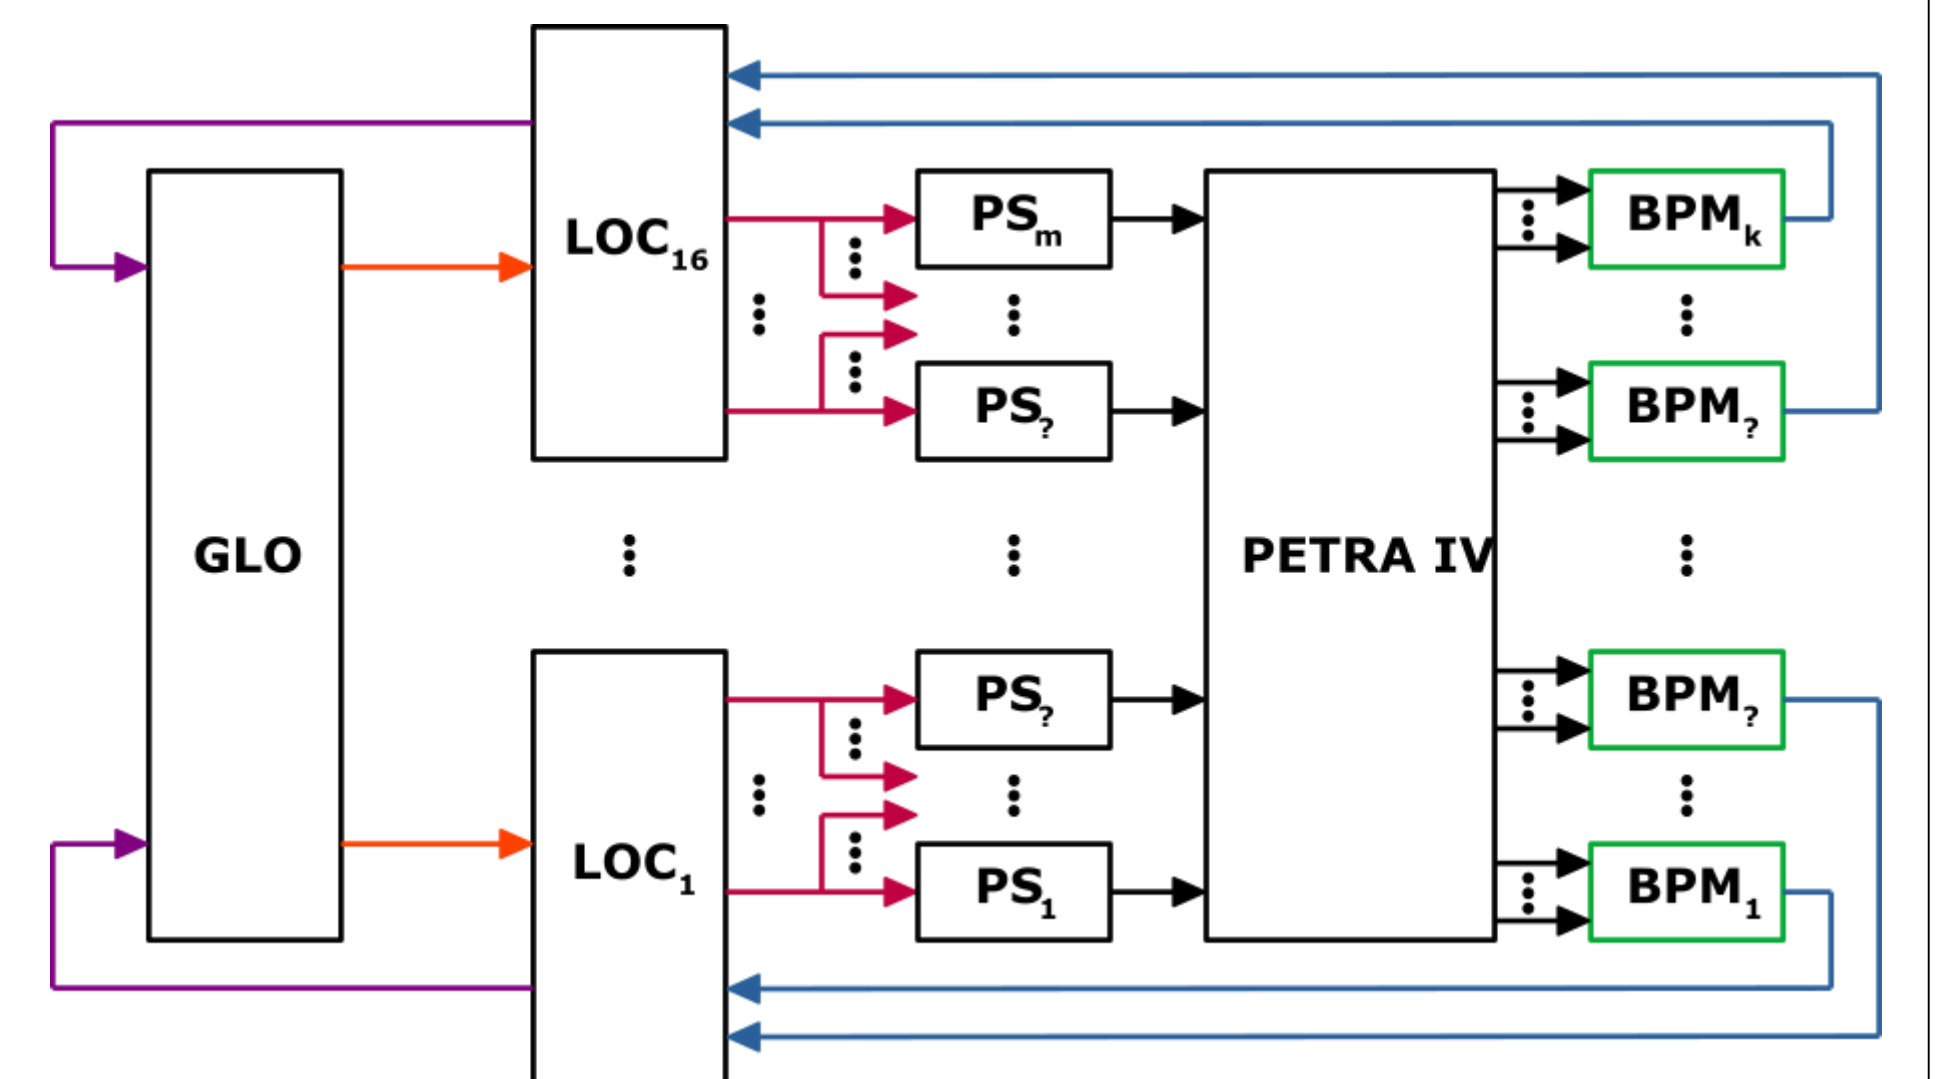 LOC16
PSm
BPMk
PS?
BPM?
GLO
PETRA IV
PS?
BPM?
LOC1
PS1
BPM1